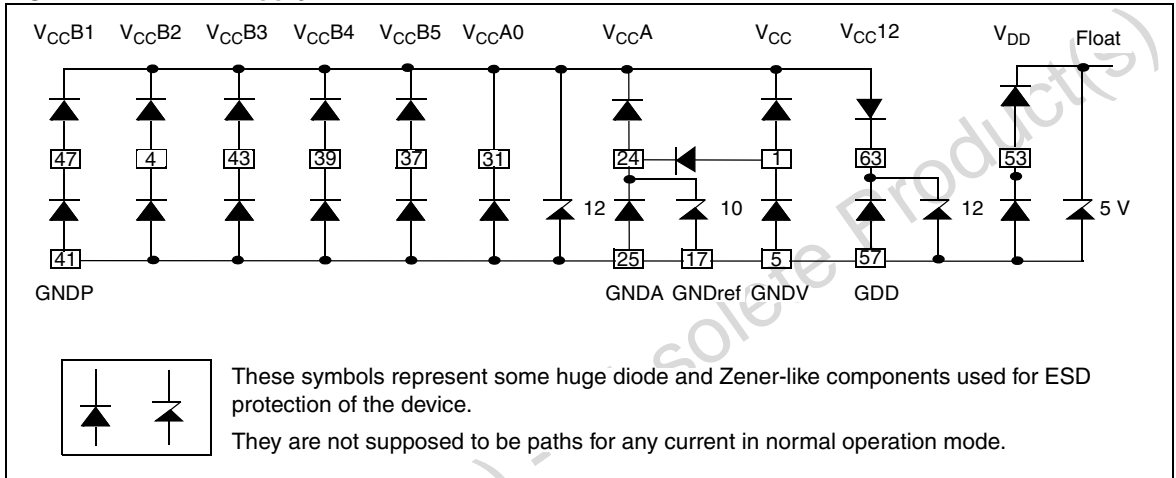 VCCB1 VCCB2 VCCB3 VCCB4 VCCB5 VCCA0 VCCA VCC VCC12 VDD Float
47 4 43 39 37 31 24 1 63 53
12 10 12 5 V
41 25 17 5 57
GNDP GNDA GNDref GNDV GDD
These symbols represent some huge diode and Zener-like components used for ESD
protection of the device.
They are not supposed to be paths for any current in normal operation mode.
solete Product(s)
) -